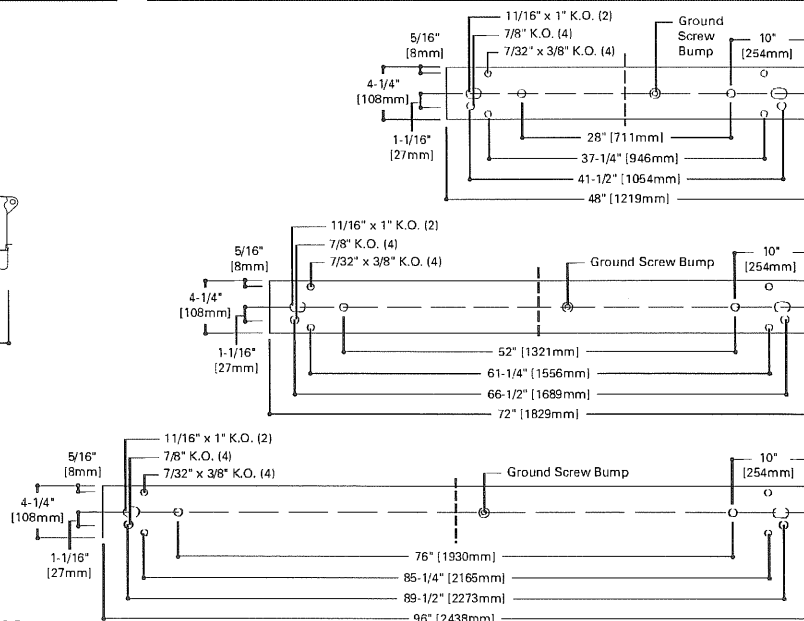 11/16" x 1" K.O. (2)
7/8" K.O. (4)
7/32" x 3/8" K.O. (4)
Ground
Screw
Bump
10"
[254mm]
5/16"
[8mm]
4-1/4"
[108mm]
1-1/16"
[27mm]
28" [711mm]
37-1/4" [946mm]
41-1/2" [1054mm]
48" [1219mm]
11/16" x 1" K.O. (2)
7/8" K.O. (4)
7/32" x 3/8" K.O. (4)
Ground Screw Bump
10"
[254mm]
5/16"
[8mm]
4-1/4"
[108mm]
1-1/16"
[27mm]
52" [1321mm]
61-1/4" [1556mm]
66-1/2" [1689mm]
72" [1829mm]
11/16" x 1" K.O. (2)
7/8" K.O. (4)
7/32" x 3/8" K.O. (4)
Ground Screw Bump
10"
[254mm]
5/16"
[8mm]
4-1/4"
[108mm]
1-1/16"
[27mm]
76" [1930mm]
85-1/4" [2165mm]
89-1/2" [2273mm]
96" [2438mm]